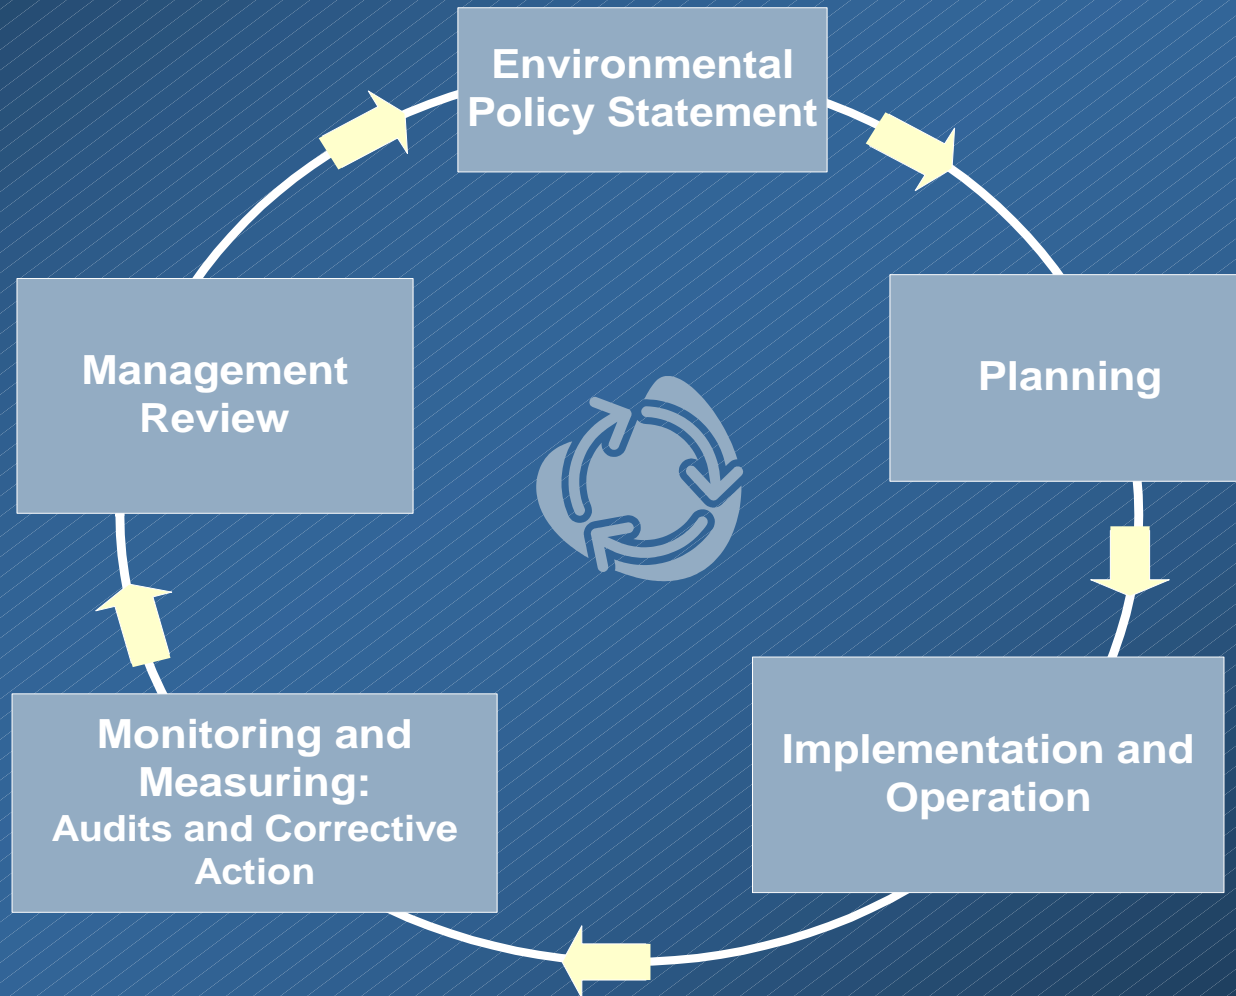 Environmental
Policy Statement
Planning
Implementation and
Operation
Monitoring and
Measuring:
Audits and Corrective
Action
Management
Review